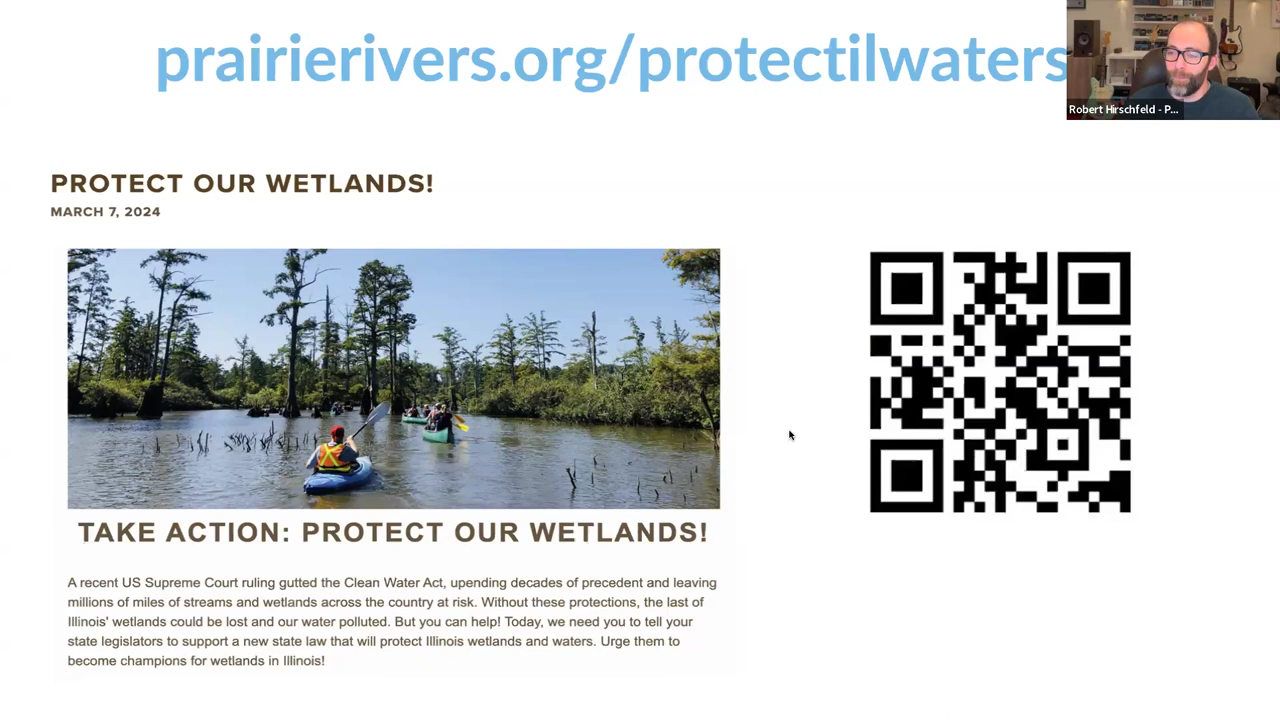 prairierivers.org/protectilwaters
Robert Hirschfeld - P...
PROTECT OUR WETLANDS!
MARCH 7, 2024
TAKE ACTION: PROTECT OUR WETLANDS!
A recent US Supreme Court ruling gutted the Clean Water Act, upending decades of precedent and leaving
millions of miles of streams and wetlands across the country at risk. Without these protections, the last of
Illinois' wetlands could be lost and our water polluted. But you can help! Today, we need you to tell your
state legislators to support a new state law that will protect Illinois wetlands and waters. Urge them to
become champions for wetlands in Illinois!